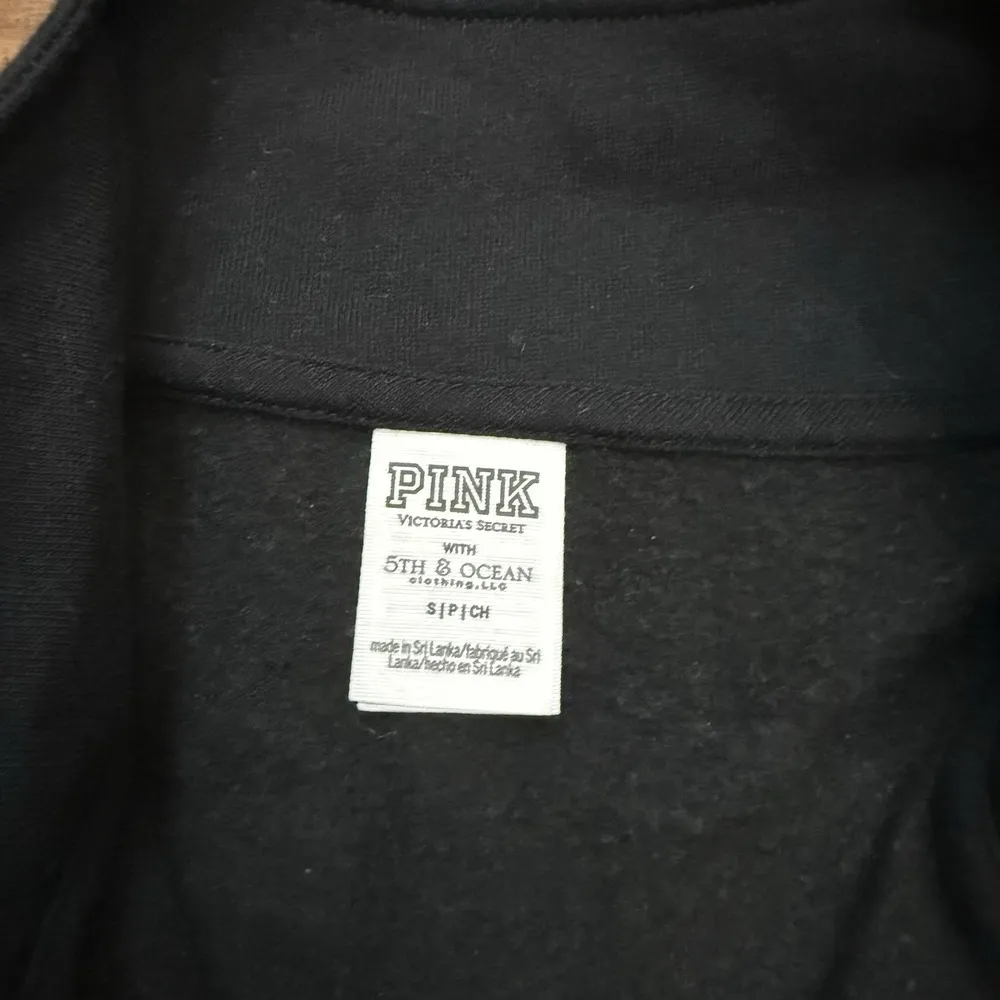 PINK
VICTORIA'S SECRET
WITH
5TH & OCEAN
clothing, LLC
S|P|CH
made in Sri Lanka/fabriqué au Sri
Lanka/hecho en Sri Lanka